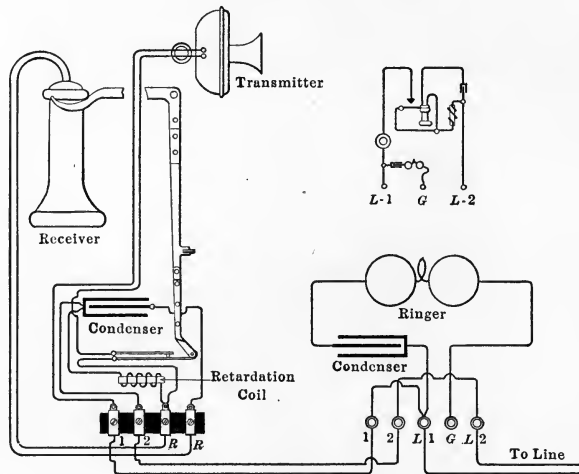 Transmitter
L-1 G L-2
Receiver
Ringer
Condenser
Condenser
Retardation
Coil
1 2 R R
1 2 L 1 G L 2
To Line